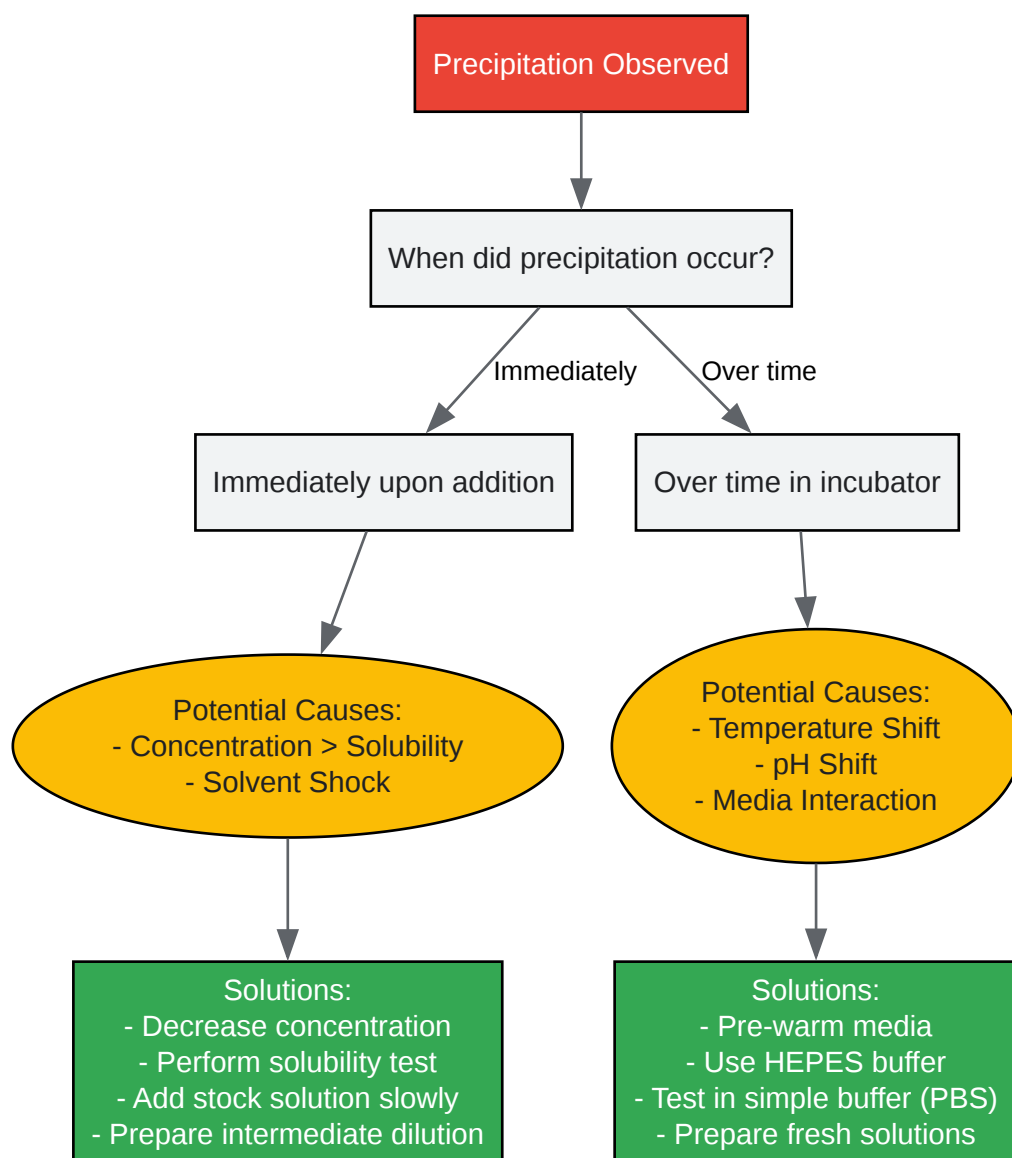 Precipitation Observed
When did precipitation occur?
Immediately
Over time
Immediately upon addition
Over time in incubator
Potential Causes:
- Concentration > Solubility
- Solvent Shock
Potential Causes:
- Temperature Shift
- pH Shift
- Media Interaction
Solutions:
- Decrease concentration
- Perform solubility test
- Add stock solution slowly
- Prepare intermediate dilution
Solutions:
- Pre-warm media
- Use HEPES buffer
- Test in simple buffer (PBS)
- Prepare fresh solutions